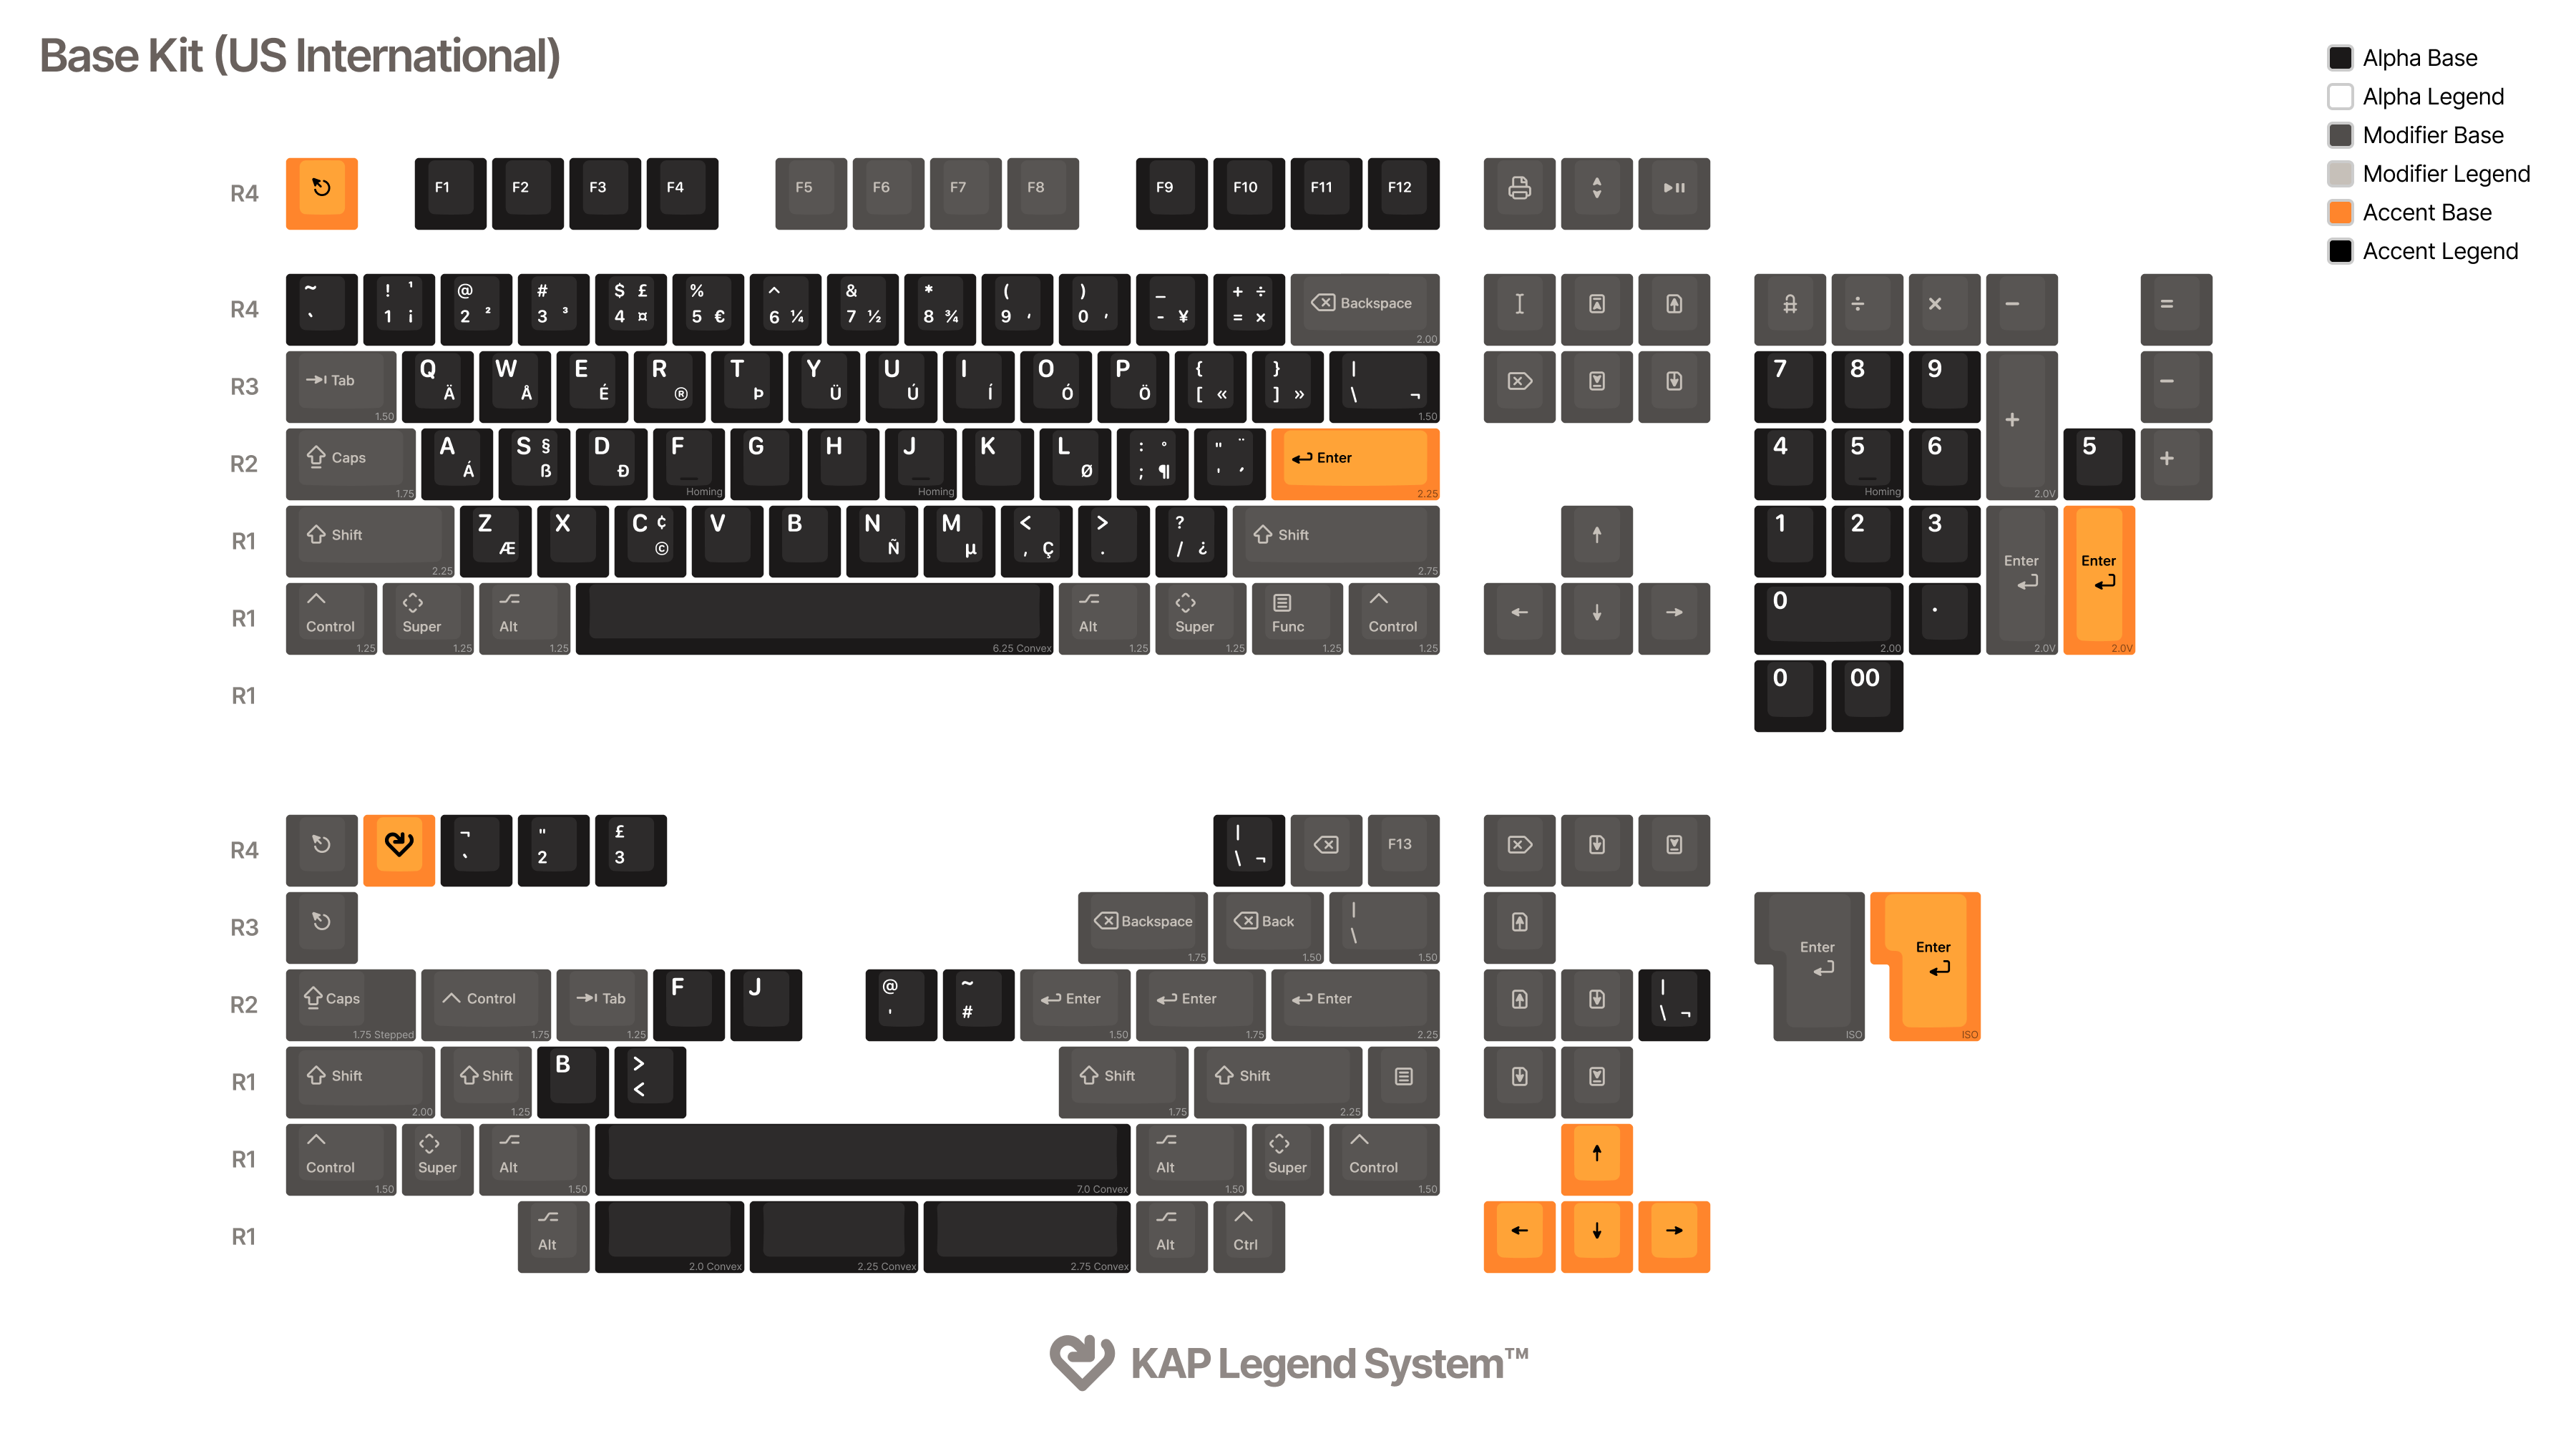 Base Kit (US International)
Alpha Base
Alpha Legend
Modifier Base
Modifier Legend
Accent Base
Accent Legend
R4 F1 F2 F3 F4 F5 F6 F7 F8 F9 F10 F11 F12
R4 ~ ` ! ¹ 1 ¡ @ 2 ² # 3 ³ $ £ 4 ¤ % 5 € ^ 6 ¼ & 7 ½ * 8 ¾ ( 9 ‘ ) 0 ’ _ - ¥ + ÷ = × Backspace 2.00 ÷ × − =
R3 Tab 1.50 Q Ä W Å E É R ® T Þ Y Ü U Ú I Í O Ó P Ö { [ « } ] » | \ ¬ 1.50 7 8 9 + 2.0V −
R2 Caps 1.75 A Á S § ß D Ð F Homing G H J Homing K L Ø : ° ; ¶ " ¨ ' ´ Enter 2.25 4 5 Homing 6 5 +
R1 Shift 2.25 Z Æ X C ¢ © V B N Ñ M µ < , Ç > . ? / ¿ Shift 2.75 1 2 3 Enter 2.0V Enter 2.0V
R1 Control 1.25 Super 1.25 Alt 1.25 6.25 Convex Alt 1.25 Super 1.25 Func 1.25 Control 1.25 0 2.00 .
R1 0 00
R4 ¬ ` " 2 £ 3 | \ ¬ F13
R3 Backspace 1.75 Back 1.50 | \ 1.50 Enter ISO Enter ISO
R2 Caps 1.75 Stepped Control 1.75 Tab 1.25 F J @ ' ~ # Enter 1.50 Enter 1.75 Enter 2.25 | \ ¬
R1 Shift 2.00 Shift 1.25 B > < Shift 1.75 Shift 2.25
R1 Control 1.50 Super Alt 1.50 7.0 Convex Alt 1.50 Super Control 1.50
R1 Alt 2.0 Convex 2.25 Convex 2.75 Convex Alt Ctrl
KAP Legend System™